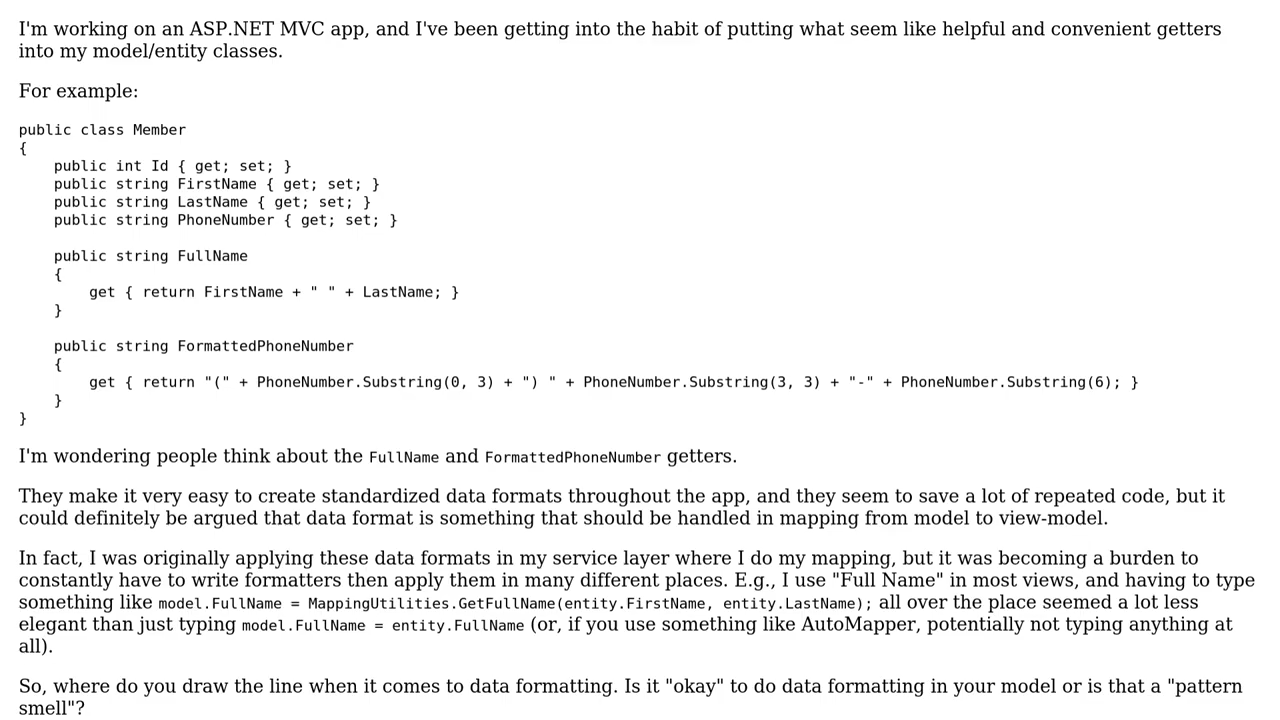 I'm working on an ASP.NET MVC app, and I've been getting into the habit of putting what seem like helpful and convenient getters
into my model/entity classes.
For example:
public class Member
{
    public int Id { get; set; }
    public string FirstName { get; set; }
    public string LastName { get; set; }
    public string PhoneNumber { get; set; }
    public string FullName
    {
        get { return FirstName + " " + LastName; }
    }
    public string FormattedPhoneNumber
    {
        get { return "(" + PhoneNumber.Substring(0, 3) + ") " + PhoneNumber.Substring(3, 3) + "-" + PhoneNumber.Substring(6); }
    }
}
I'm wondering people think about the FullName and FormattedPhoneNumber getters.
They make it very easy to create standardized data formats throughout the app, and they seem to save a lot of repeated code, but it
could definitely be argued that data format is something that should be handled in mapping from model to view-model.
In fact, I was originally applying these data formats in my service layer where I do my mapping, but it was becoming a burden to
constantly have to write formatters then apply them in many different places. E.g., I use "Full Name" in most views, and having to type
something like model.FullName = MappingUtilities.GetFullName(entity.FirstName, entity.LastName); all over the place seemed a lot less
elegant than just typing model.FullName = entity.FullName (or, if you use something like AutoMapper, potentially not typing anything at
all).
So, where do you draw the line when it comes to data formatting. Is it "okay" to do data formatting in your model or is that a "pattern
smell"?